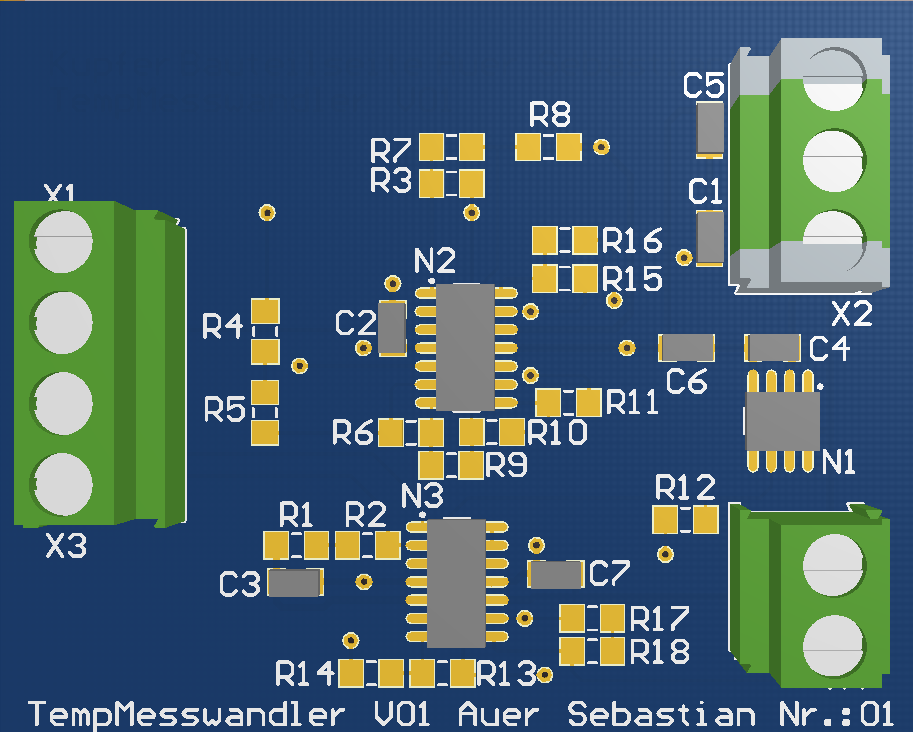 C5
R8
R7
R3
C1
X1
R16
N2
R15
X2
C2
R4
C4
C6
R11
R5
R6
R10
N1
R9
R12
N3
R1 R2
X3
C7
C3
R17
R18
R14
R13
TempMesswandler V01 Auer Sebastian Nr.:01